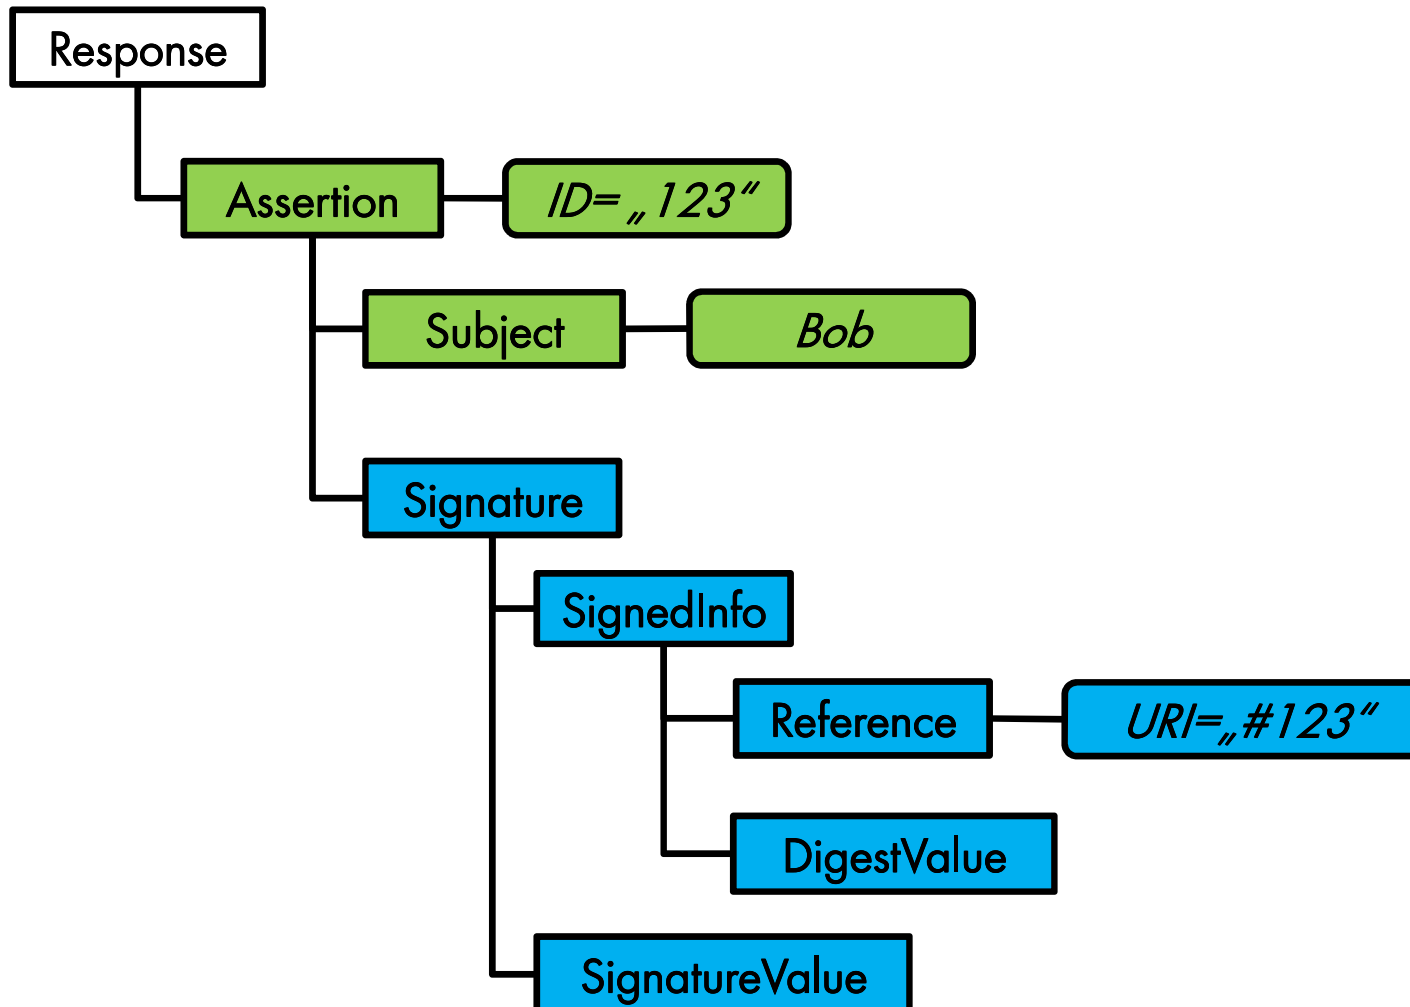 Response
Assertion
ID= „123“
Subject
Bob
Signature
SignedInfo
Reference
URI=„#123“
DigestValue
SignatureValue